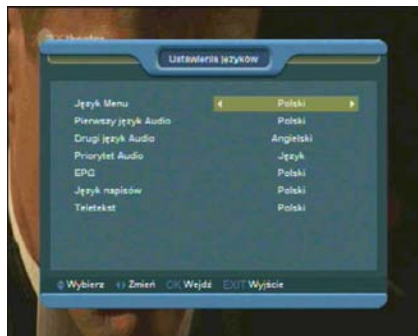 Ustawienia języków
Język Menu Polski
Pierwszy język Audio Polski
Drugi język Audio Angielski
Priorytet Audio Język
EPG Polski
Język napisów Polski
Teletekst Polski
Wybierz Zmień OK Wejdź EXIT Wyjście